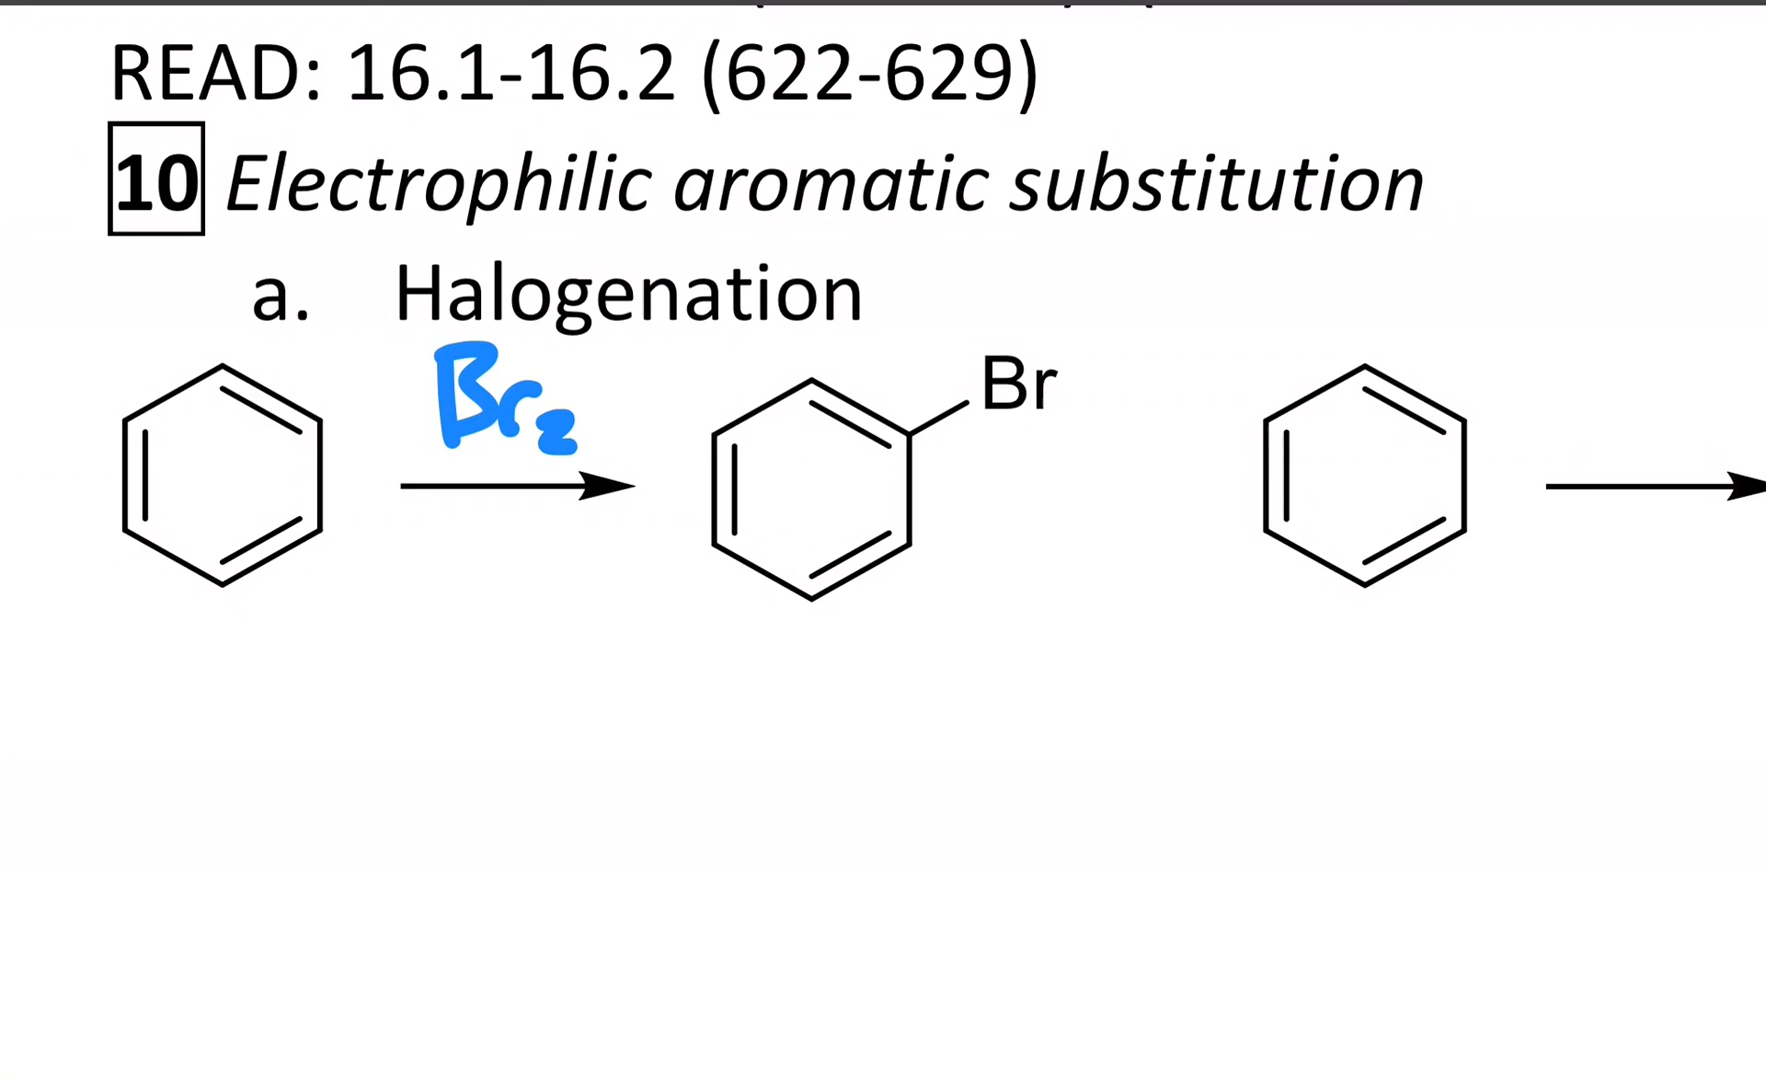 READ: 16.1-16.2 (622-629)
10 Electrophilic aromatic substitution
a. Halogenation
Br₂
Br